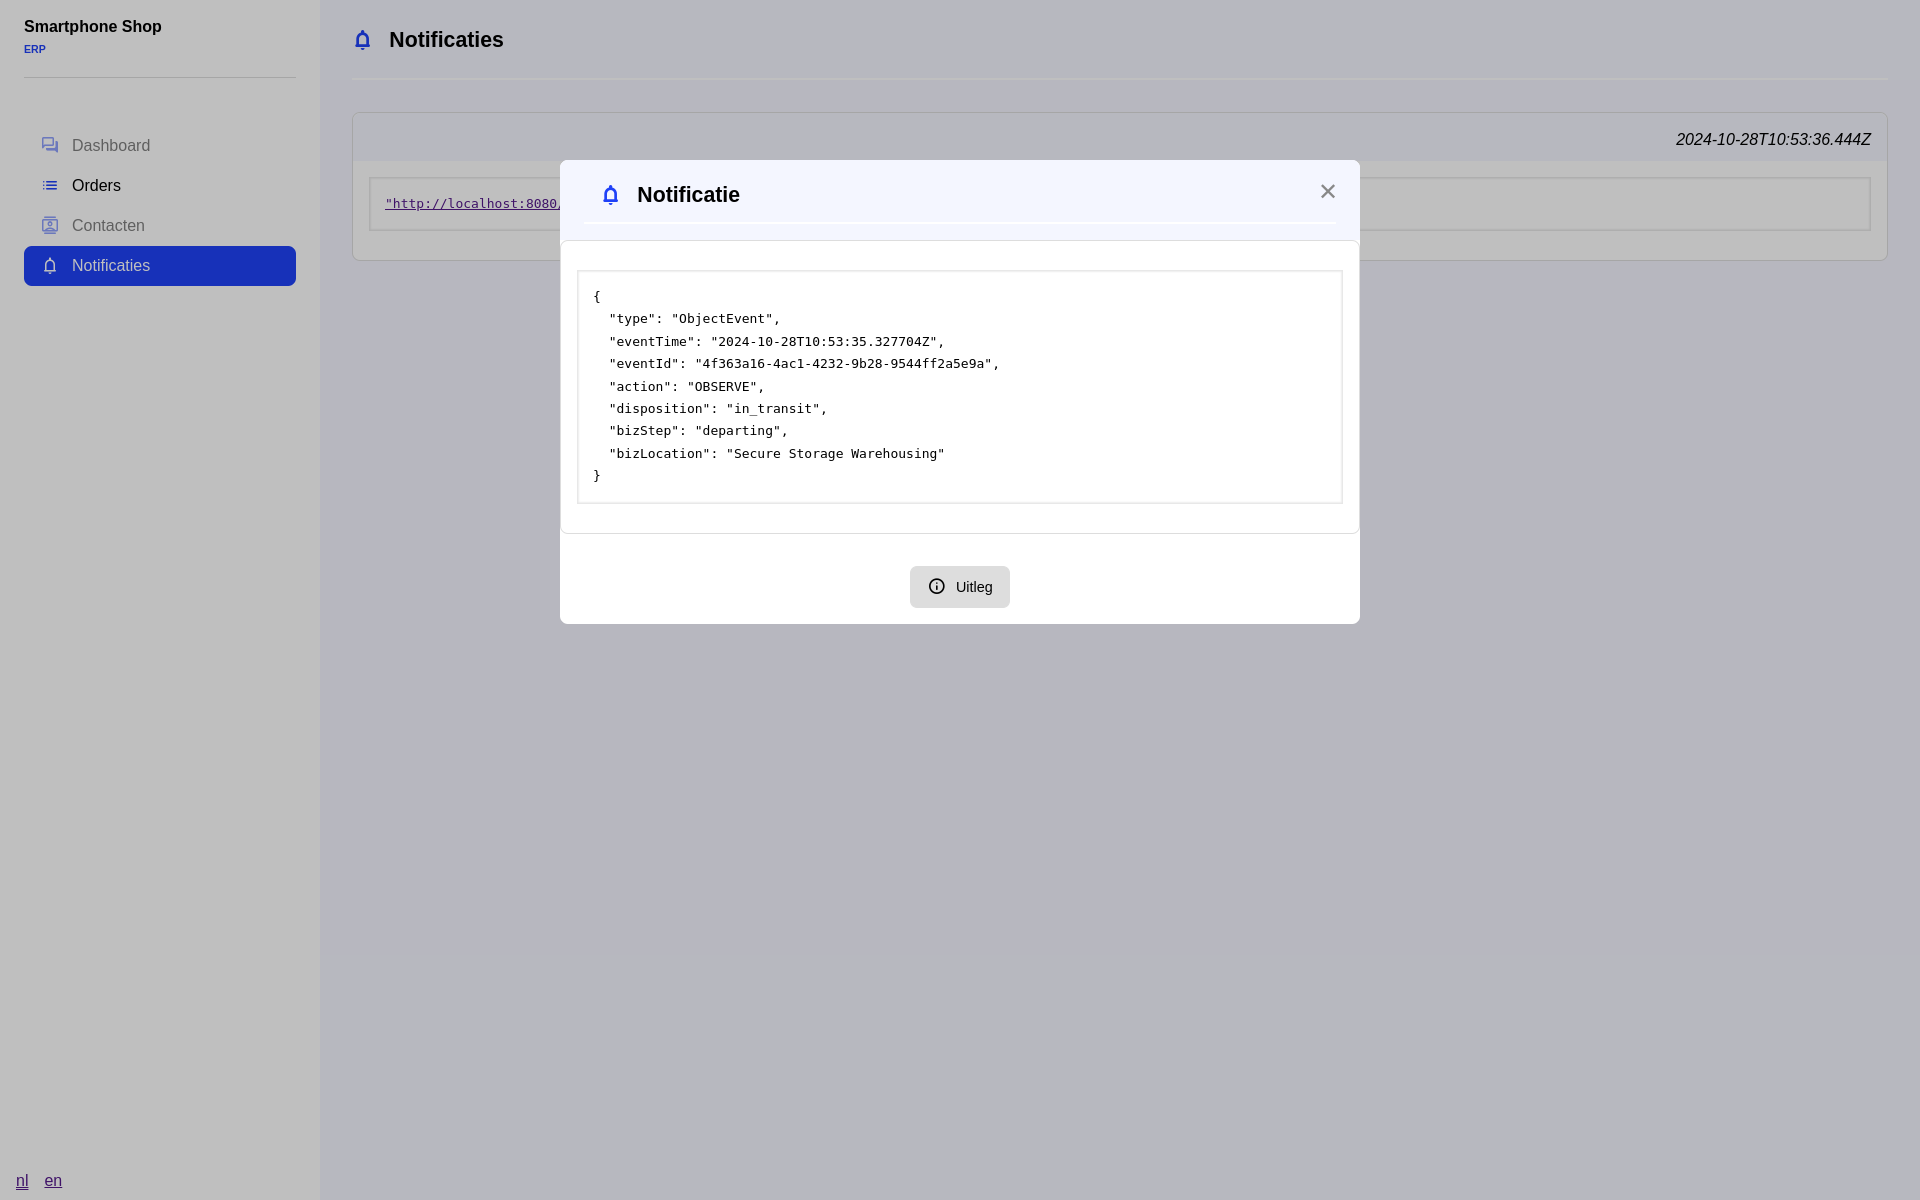 Smartphone Shop
ERP
Dashboard
Orders
Contacten
Notificaties
nl en
Notificaties
2024-10-28T10:53:36.444Z
"http://localhost:8080/
Notificatie
{
  "type": "ObjectEvent",
  "eventTime": "2024-10-28T10:53:35.327704Z",
  "eventId": "4f363a16-4ac1-4232-9b28-9544ff2a5e9a",
  "action": "OBSERVE",
  "disposition": "in_transit",
  "bizStep": "departing",
  "bizLocation": "Secure Storage Warehousing"
}
Uitleg